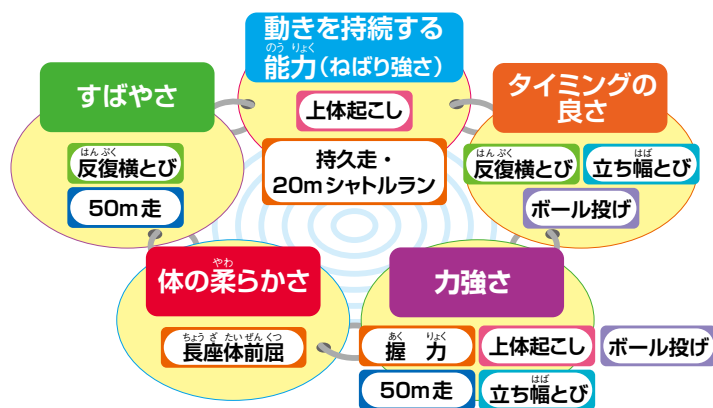 動きを持続する
のう りょく
能力(ねばり強さ)
上体起こし
持久走・
20mシャトルラン
すばやさ
はん ぷく
反復横とび
50m走
タイミングの
良さ
はん ぷく
反復横とび
はば
立ち幅とび
ボール投げ
やわ
体の柔らかさ
ちょう ざ たい ぜん くつ
長座体前屈
力強さ
あく りょく
握力
上体起こし
ボール投げ
50m走
はば
立ち幅とび